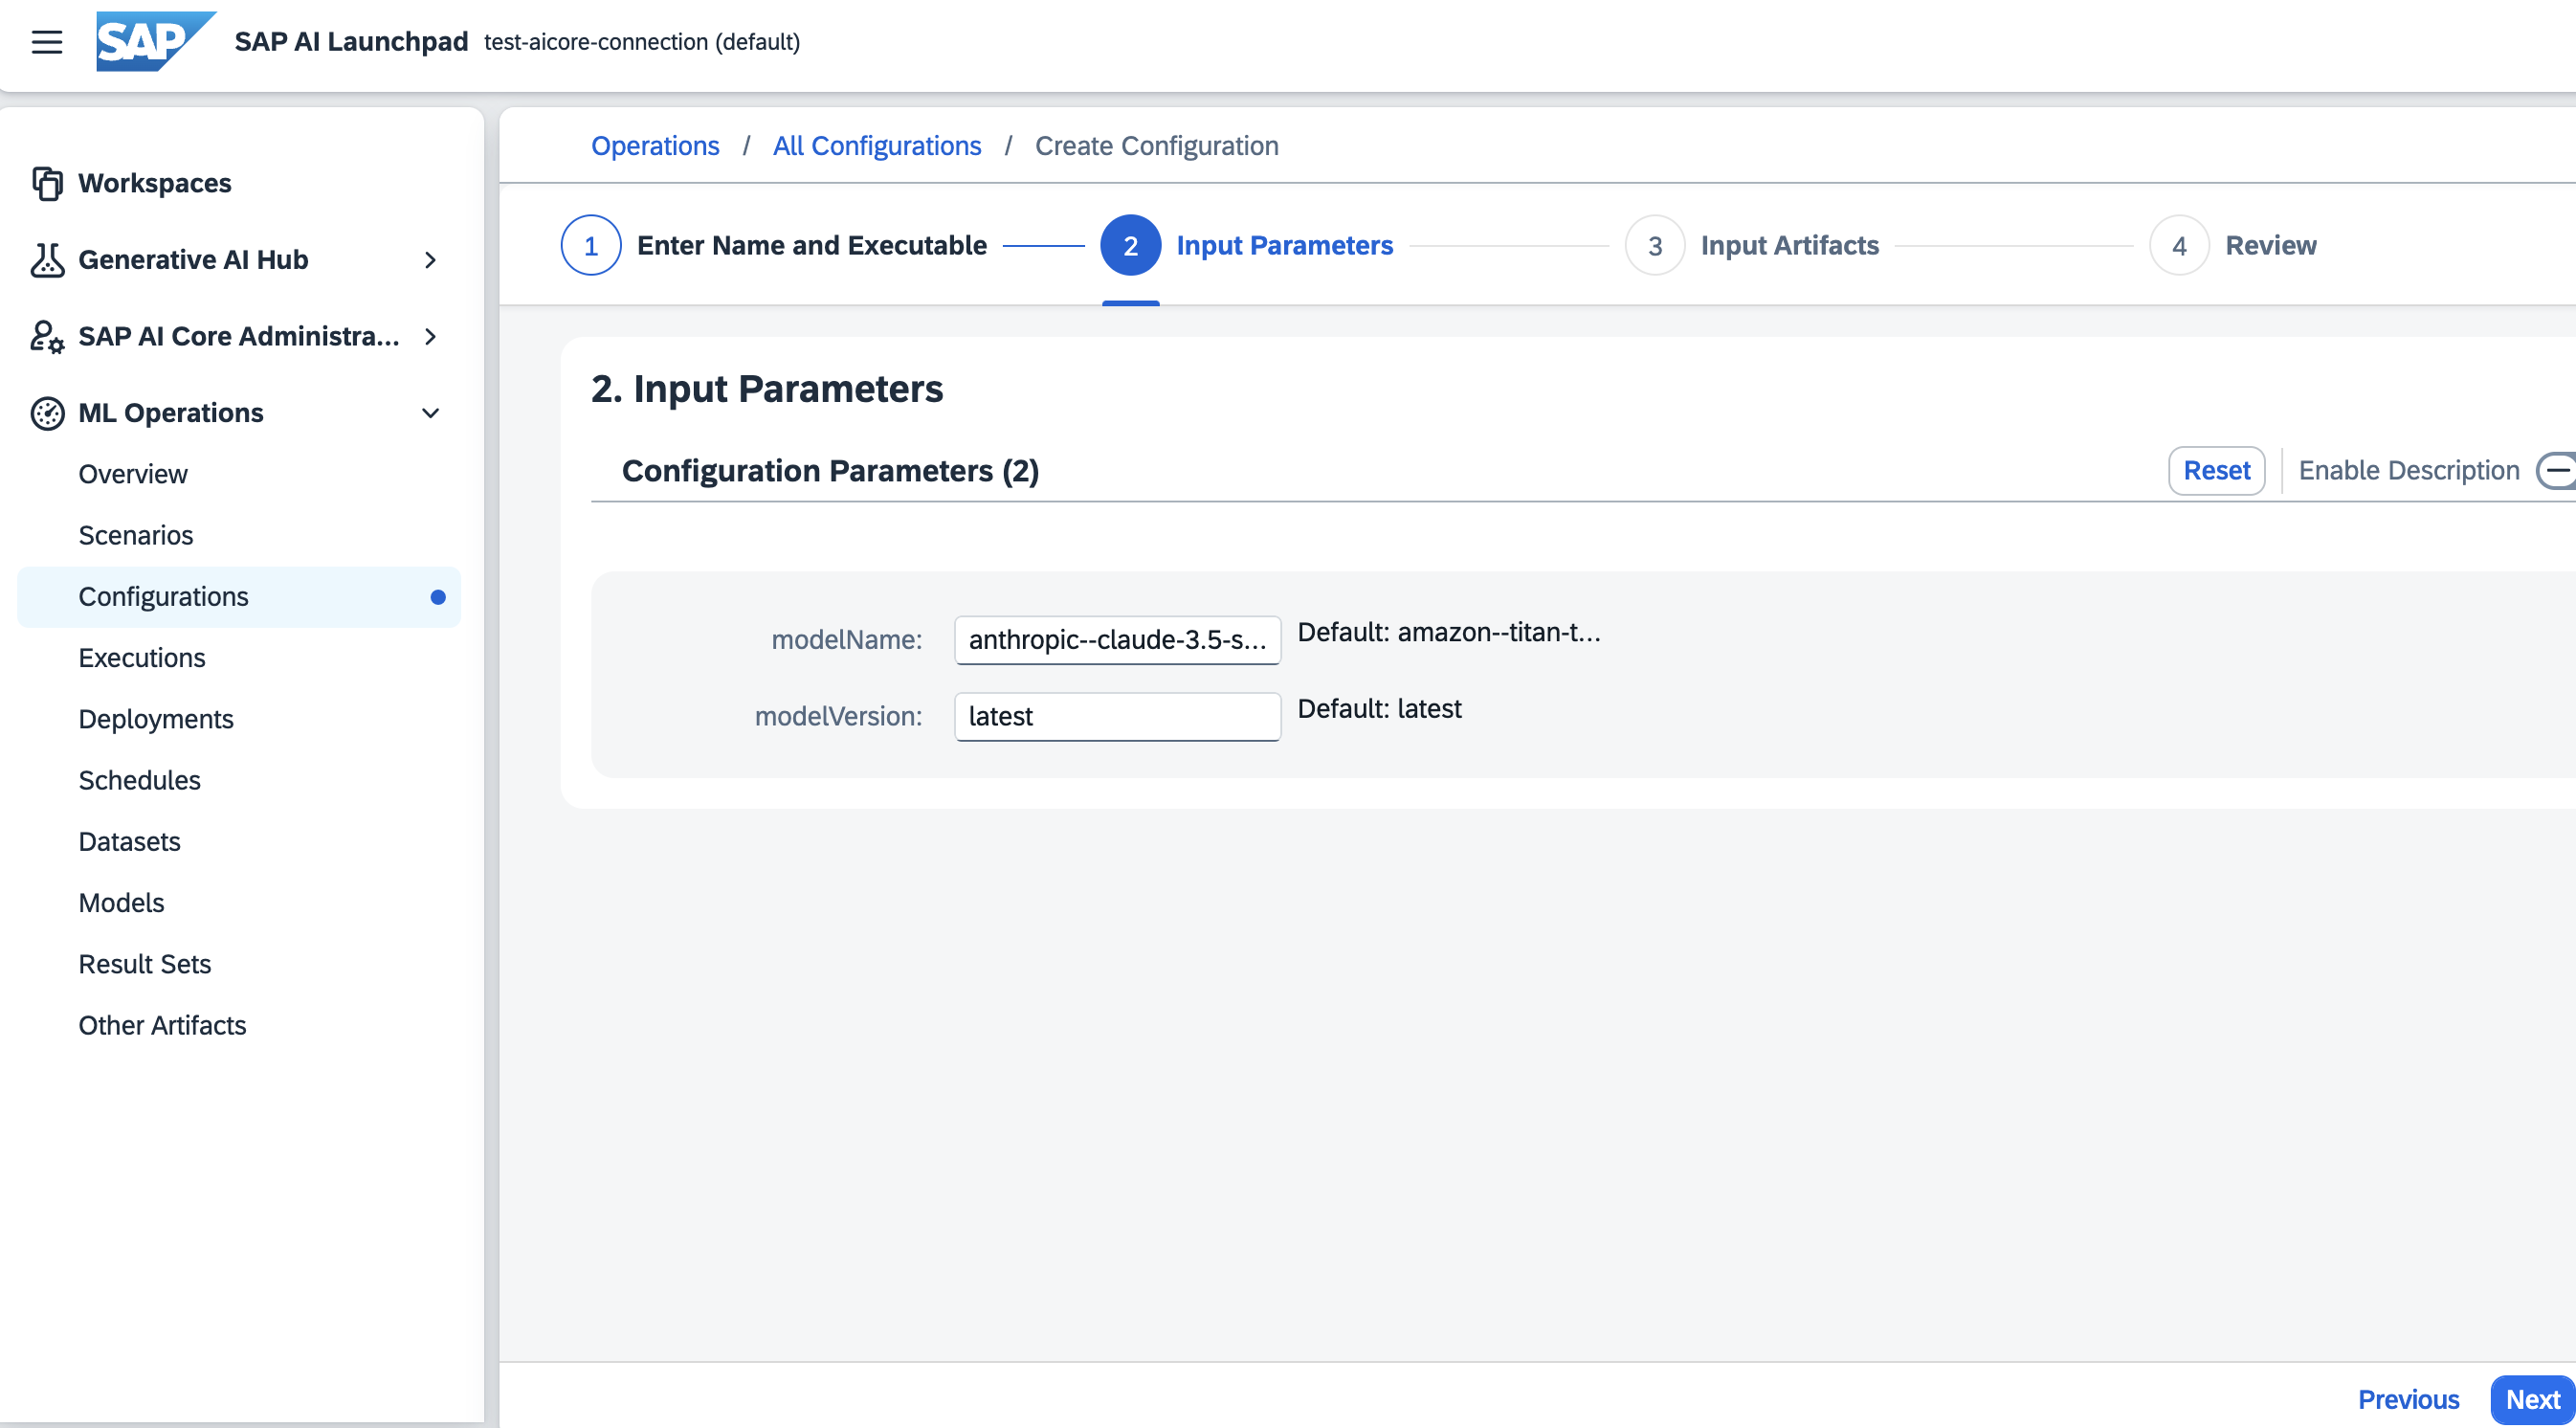 SAP SAP AI Launchpad test-aicore-connection (default)
Workspaces
Generative AI Hub
SAP AI Core Administra...
ML Operations
Overview
Scenarios
Configurations
Executions
Deployments
Schedules
Datasets
Models
Result Sets
Other Artifacts
Operations / All Configurations / Create Configuration
1 Enter Name and Executable 2 Input Parameters 3 Input Artifacts 4 Review
2. Input Parameters
Configuration Parameters (2) Reset Enable Description
modelName: anthropic--claude-3.5-s... Default: amazon--titan-t...
modelVersion: latest Default: latest
Previous Next